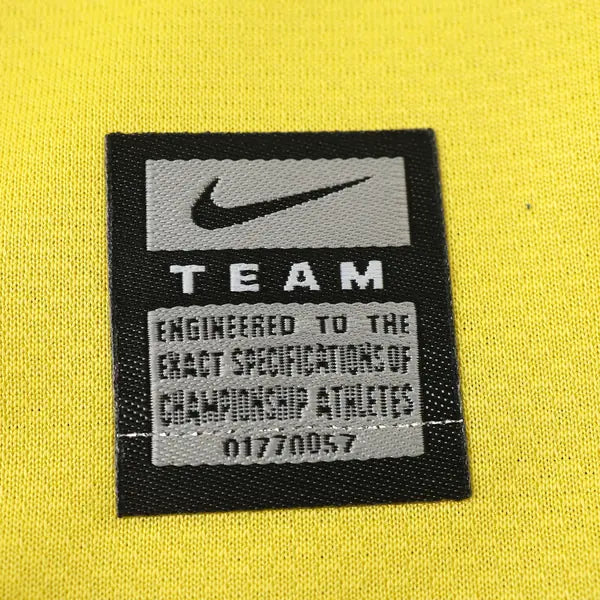 TEAM
ENGINEERED TO THE
EXACT SPECIFICATIONS OF
CHAMPIONSHIP ATHLETES
01770057